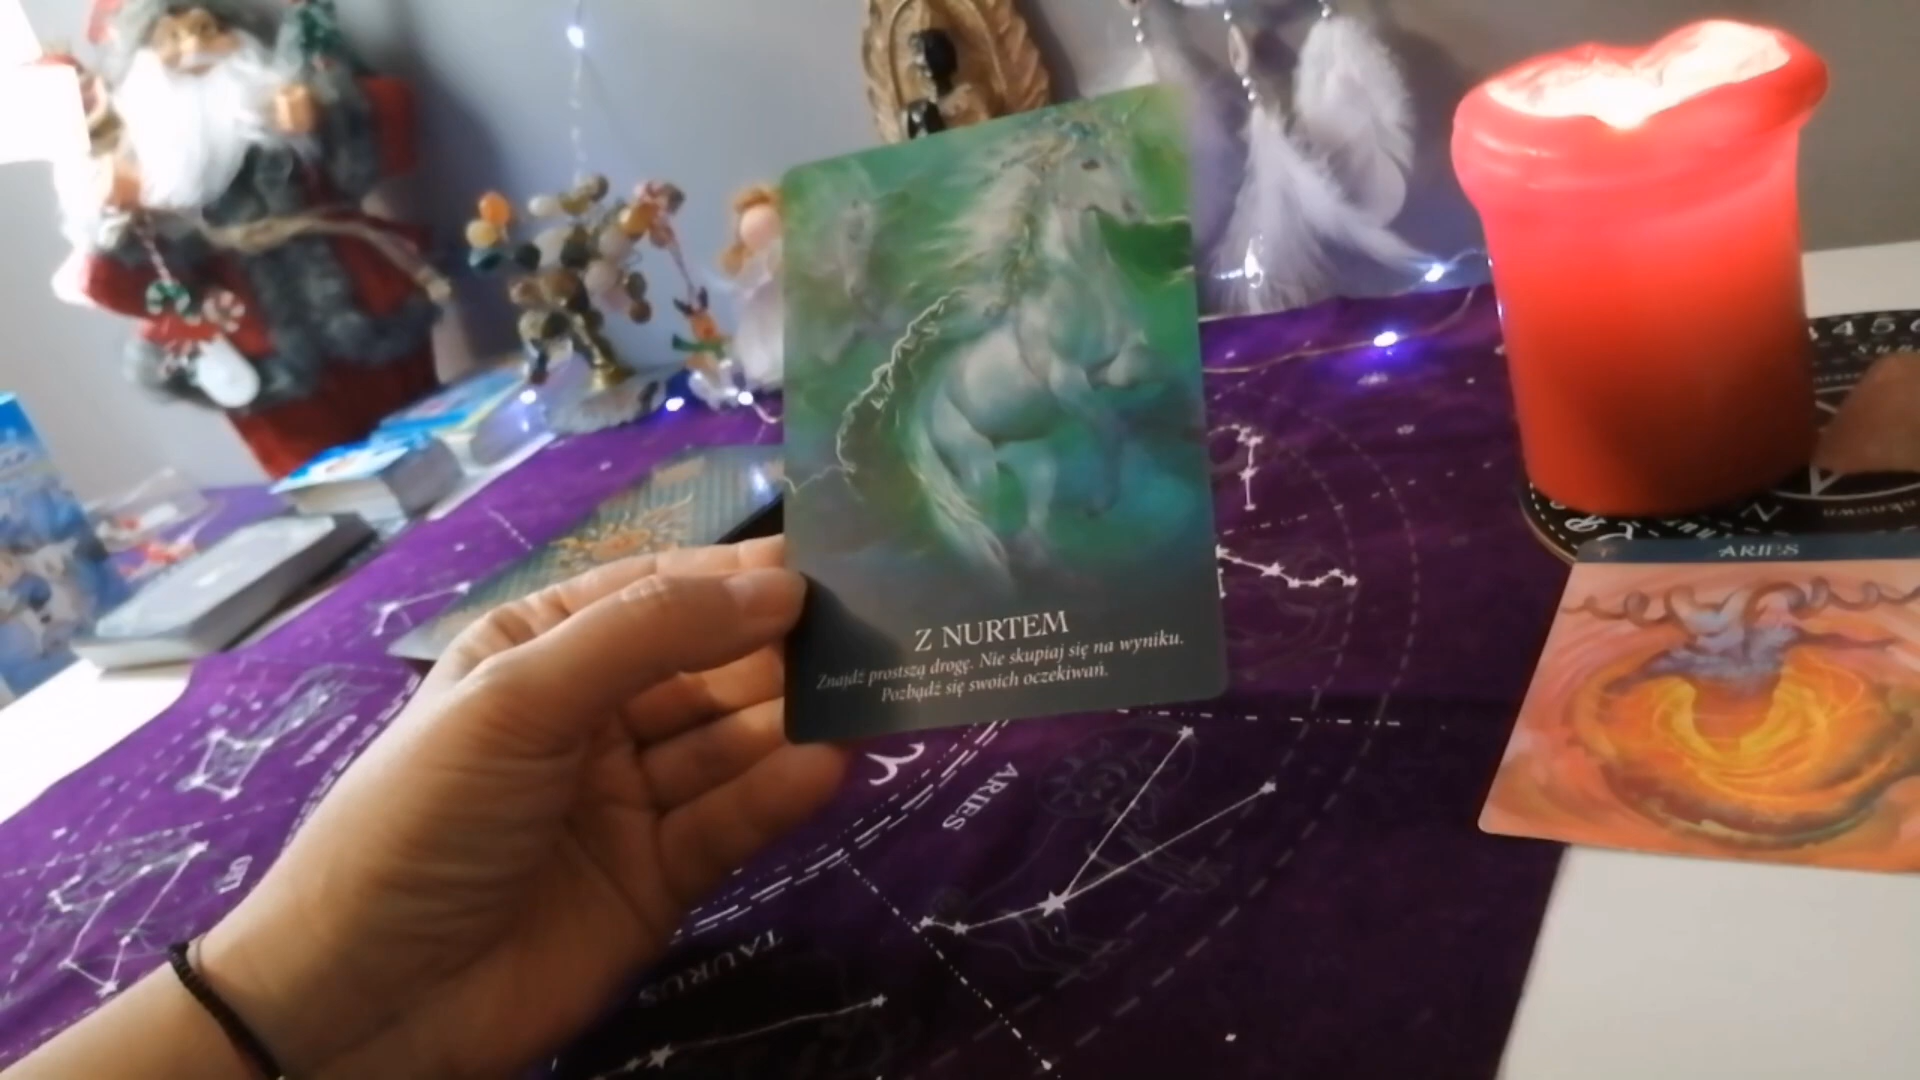 Z NURTEM
Znajdź prostszą drogę. Nie skupiaj się na wyniku.
Pozbądź się swoich oczekiwań.
ARIES
ARIES
TAURUS